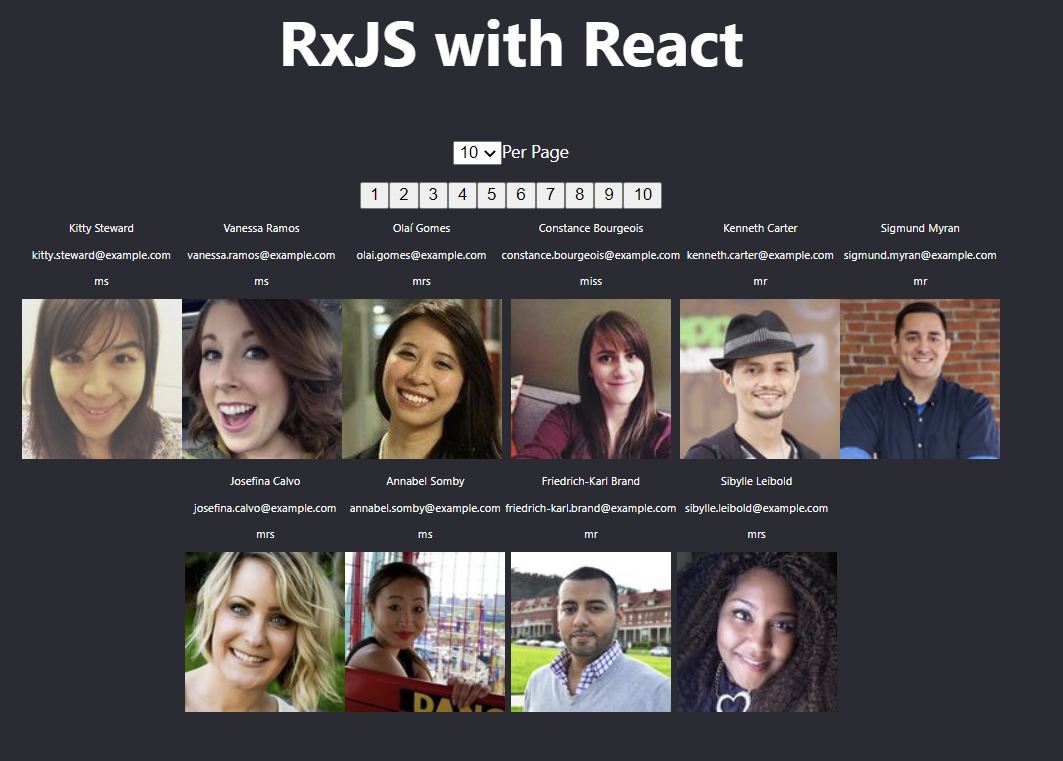 RxJS with React
10 Per Page
1 2 3 4 5 6 7 8 9 10
Kitty Steward Vanessa Ramos Olaí Gomes Constance Bourgeois Kenneth Carter Sigmund Myran
kitty.steward@example.com vanessa.ramos@example.com olai.gomes@example.com constance.bourgeois@example.com kenneth.carter@example.com sigmund.myran@example.com
ms ms mrs miss mr mr
Josefina Calvo Annabel Somby Friedrich-Karl Brand Sibylle Leibold
josefina.calvo@example.com annabel.somby@example.com friedrich-karl.brand@example.com sibylle.leibold@example.com
mrs ms mr mrs